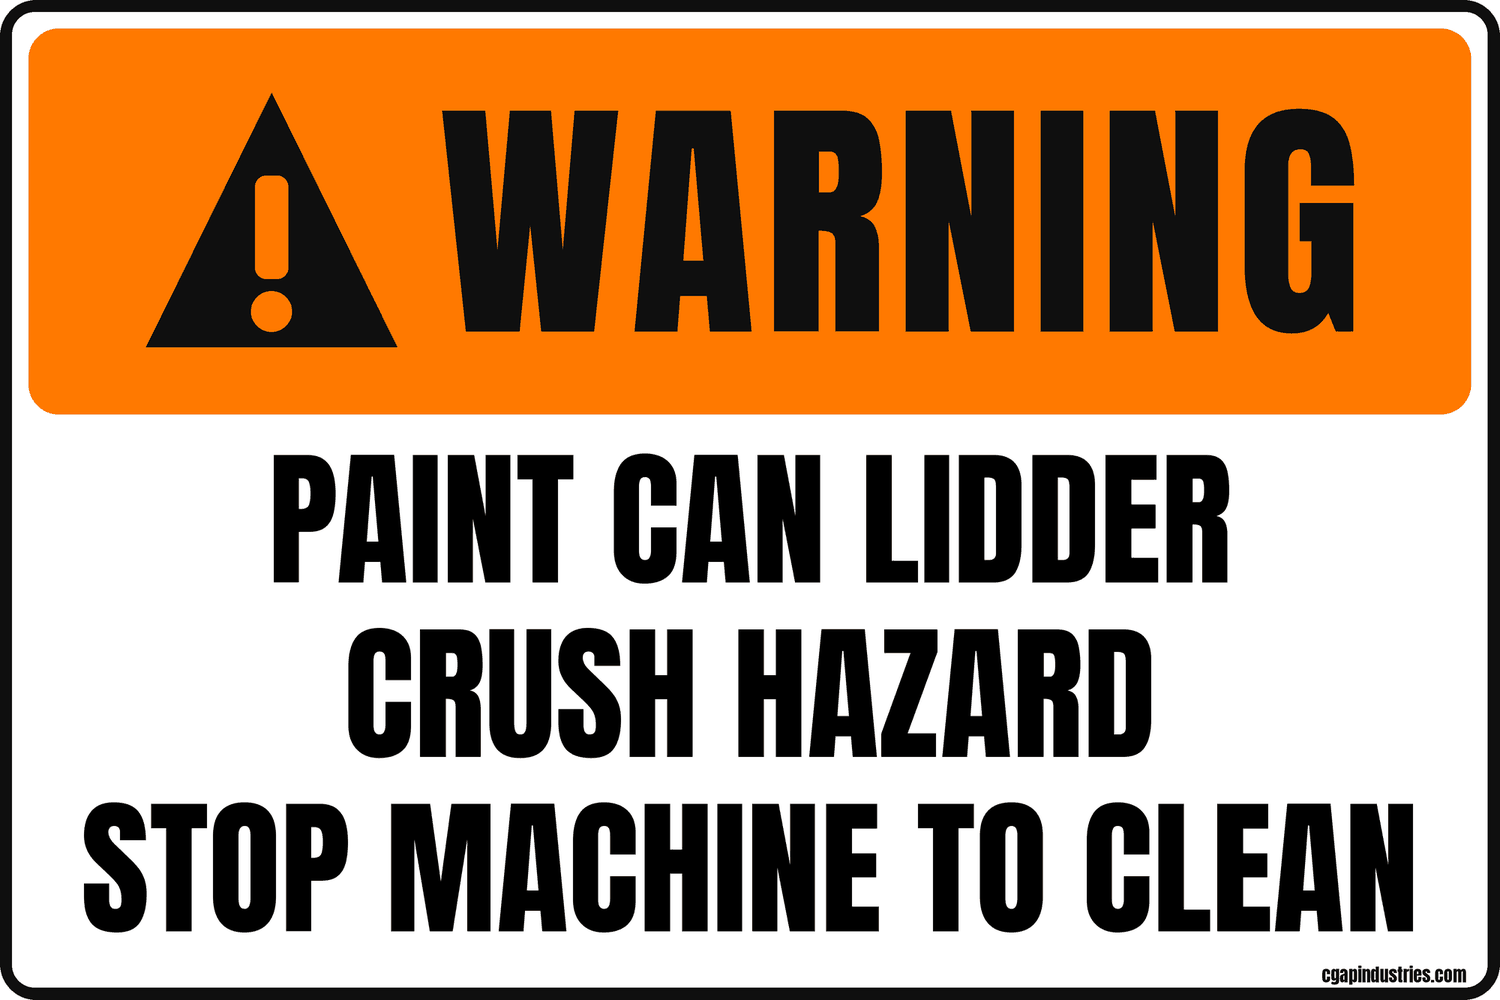 WARNING
PAINT CAN LIDDER
CRUSH HAZARD
STOP MACHINE TO CLEAN
cgapindustries.com